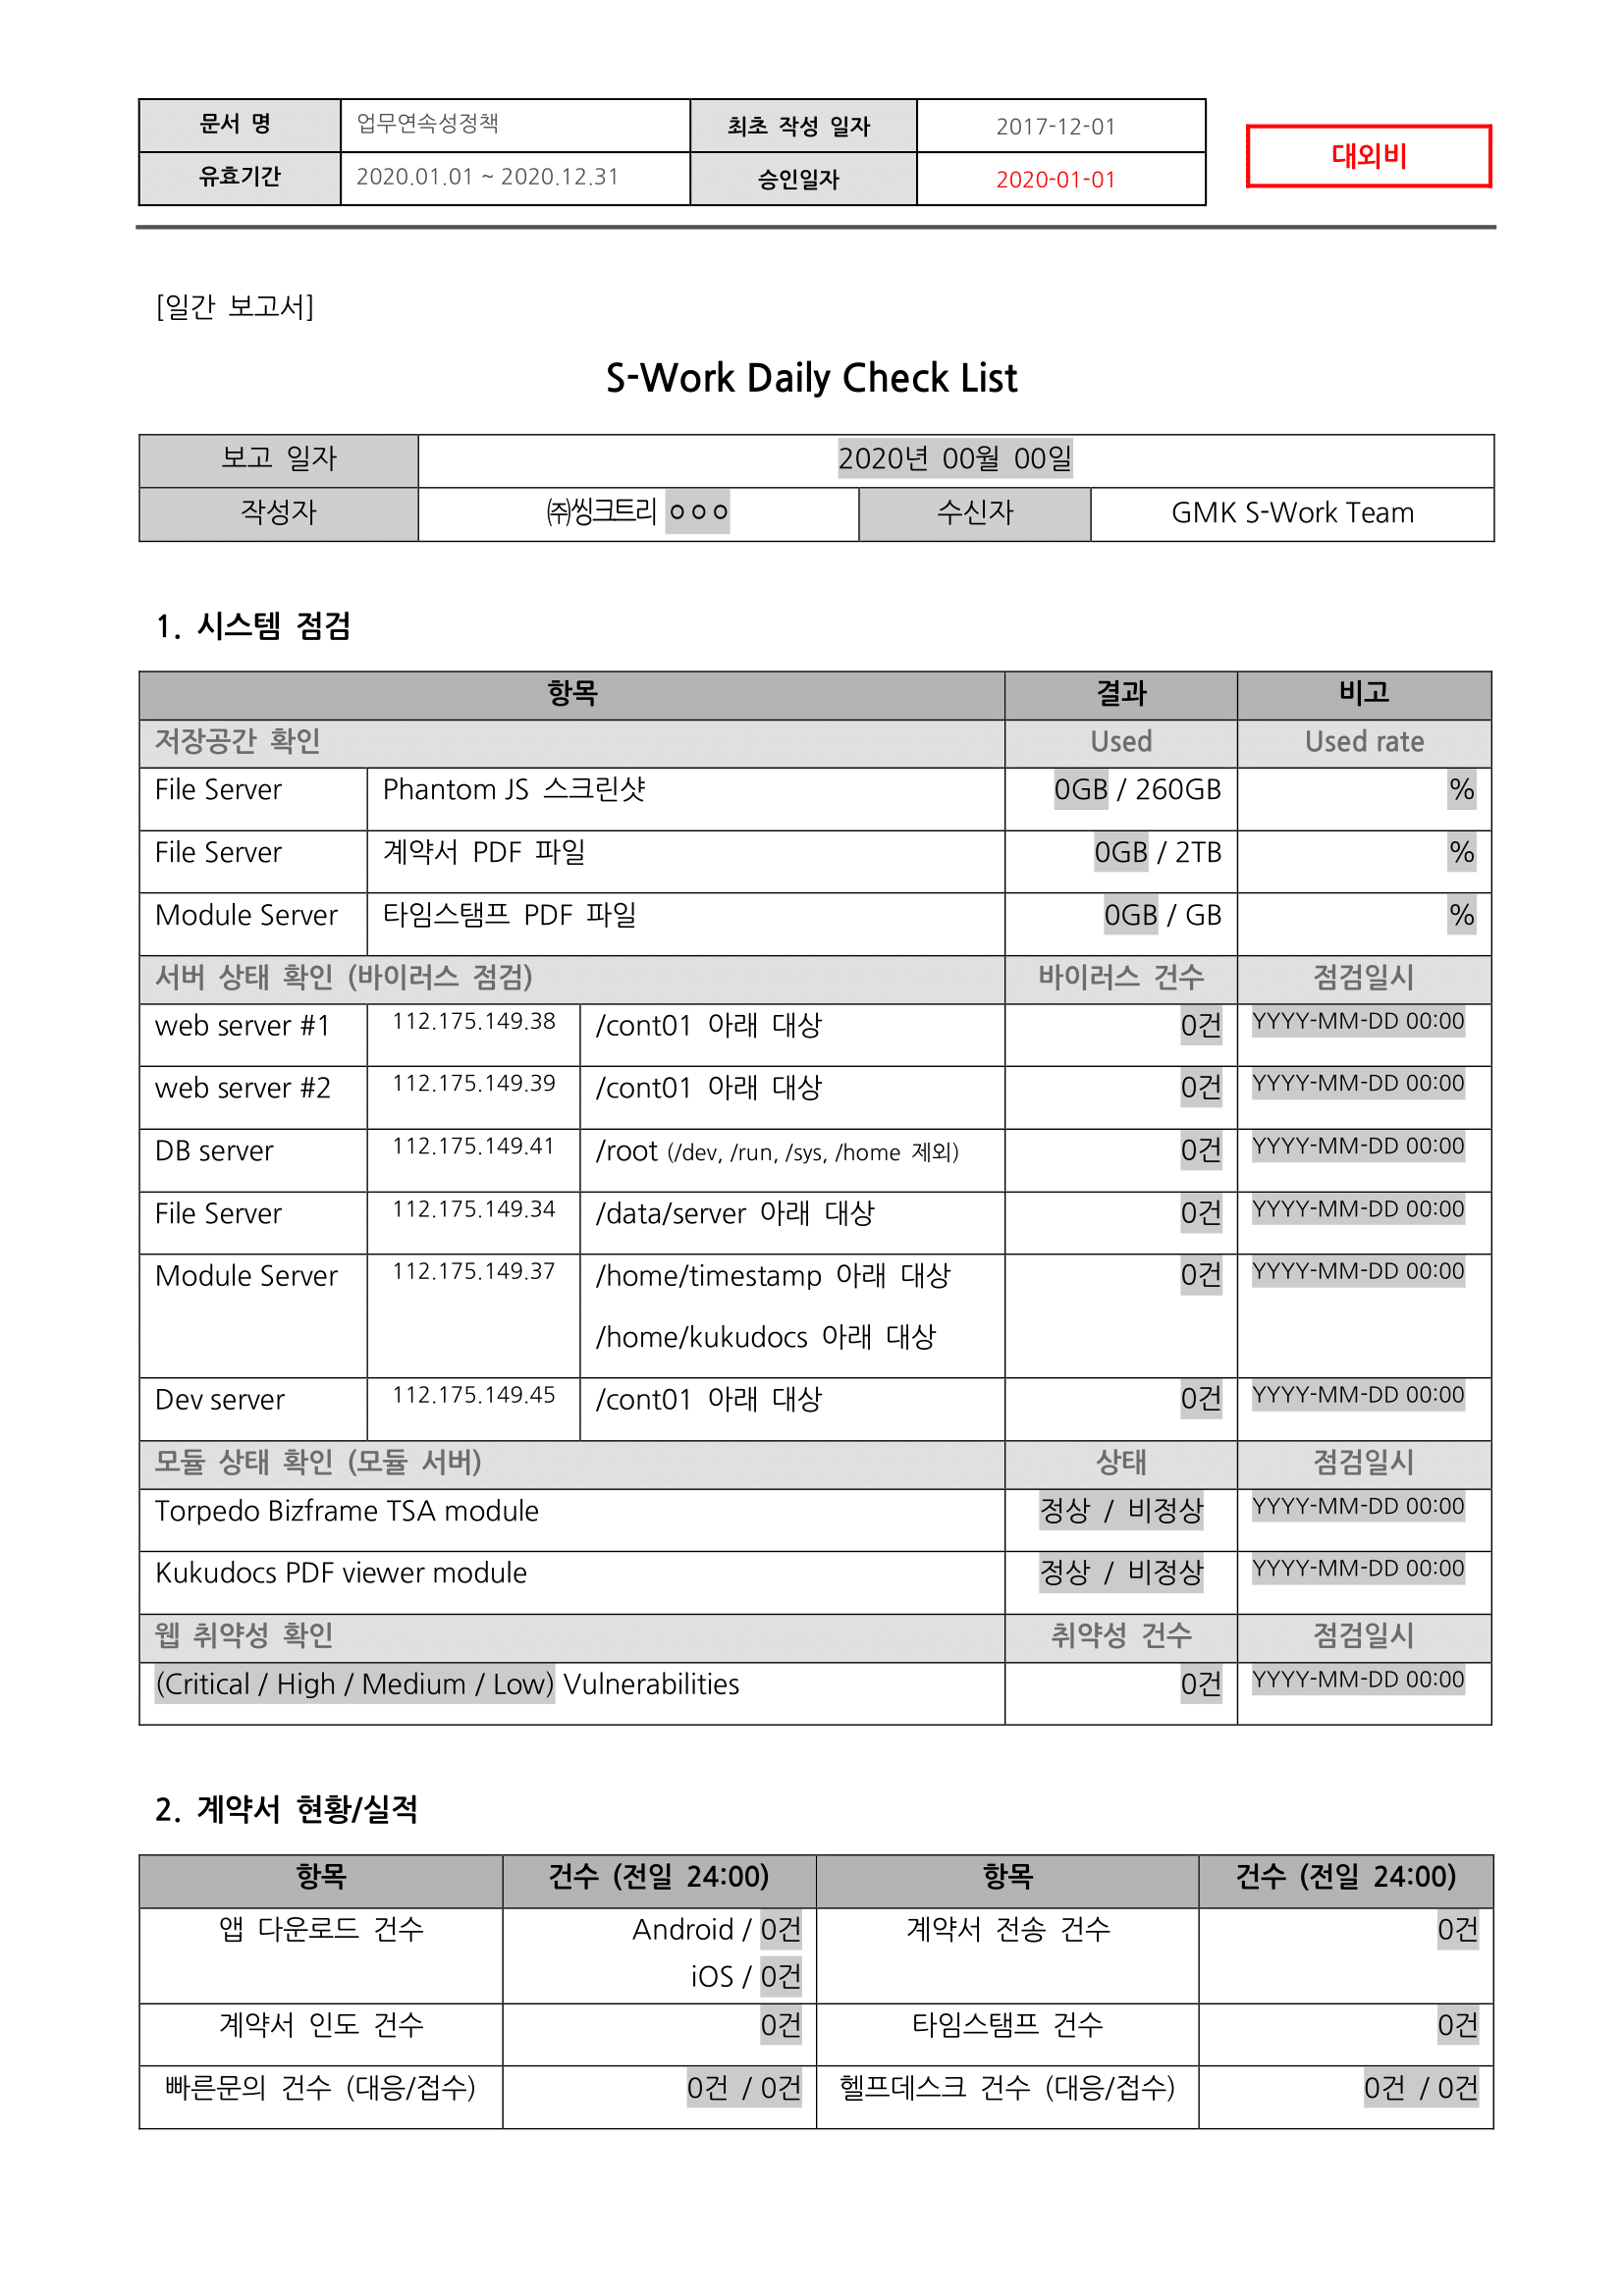 문서 명 업무연속성정책 최초 작성 일자 2017-12-01
대외비
유효기간 2020.01.01 ~ 2020.12.31 승인일자 2020-01-01
[일간 보고서]
S-Work Daily Check List
보고 일자 2020년 00월 00일
작성자 ㈜씽크트리 ㅇㅇㅇ 수신자 GMK S-Work Team
1. 시스템 점검
항목 결과 비고
저장공간 확인 Used Used rate
File Server Phantom JS 스크린샷 0GB / 260GB %
File Server 계약서 PDF 파일 0GB / 2TB %
Module Server 타임스탬프 PDF 파일 0GB / GB %
서버 상태 확인 (바이러스 점검) 바이러스 건수 점검일시
web server #1 112.175.149.38 /cont01 아래 대상 0건 YYYY-MM-DD 00:00
web server #2 112.175.149.39 /cont01 아래 대상 0건 YYYY-MM-DD 00:00
DB server 112.175.149.41 /root (/dev, /run, /sys, /home 제외) 0건 YYYY-MM-DD 00:00
File Server 112.175.149.34 /data/server 아래 대상 0건 YYYY-MM-DD 00:00
Module Server 112.175.149.37 /home/timestamp 아래 대상 0건 YYYY-MM-DD 00:00
/home/kukudocs 아래 대상
Dev server 112.175.149.45 /cont01 아래 대상 0건 YYYY-MM-DD 00:00
모듈 상태 확인 (모듈 서버) 상태 점검일시
Torpedo Bizframe TSA module 정상 / 비정상 YYYY-MM-DD 00:00
Kukudocs PDF viewer module 정상 / 비정상 YYYY-MM-DD 00:00
웹 취약성 확인 취약성 건수 점검일시
(Critical / High / Medium / Low) Vulnerabilities 0건 YYYY-MM-DD 00:00
2. 계약서 현황/실적
항목 건수 (전일 24:00) 항목 건수 (전일 24:00)
앱 다운로드 건수 Android / 0건 계약서 전송 건수 0건
iOS / 0건
계약서 인도 건수 0건 타임스탬프 건수 0건
빠른문의 건수 (대응/접수) 0건 / 0건 헬프데스크 건수 (대응/접수) 0건 / 0건